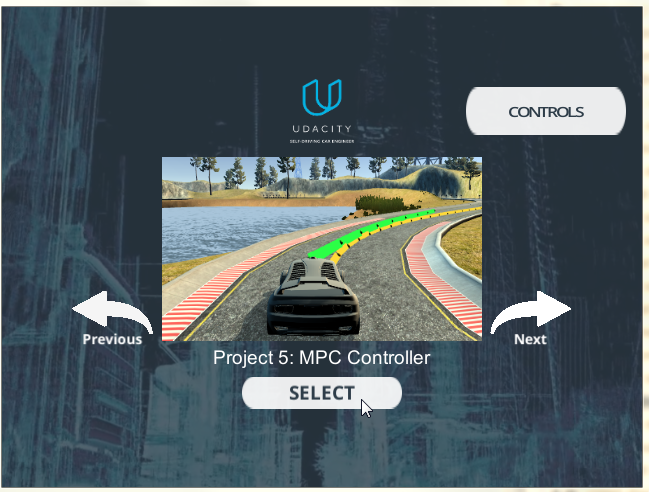 UDACITY
SELF-DRIVING CAR ENGINEER
CONTROLS
Previous
Next
Project 5: MPC Controller
SELECT